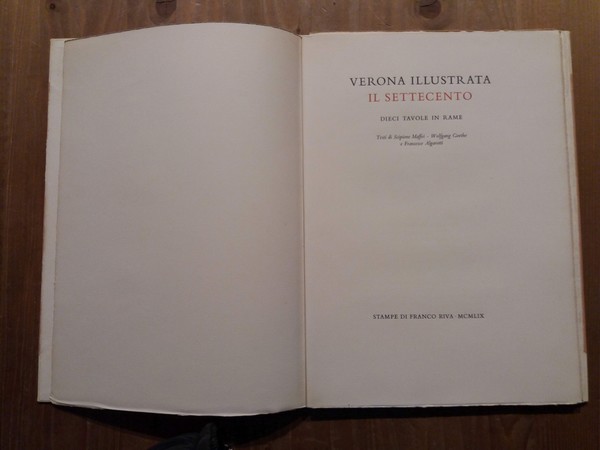 VERONA ILLUSTRATA
IL SETTECENTO
DIECI TAVOLE IN RAME
Testi di Scipione Maffei - Wolfgang Goethe
e Francesco Algarotti
STAMPE DI FRANCO RIVA · MCMLIX